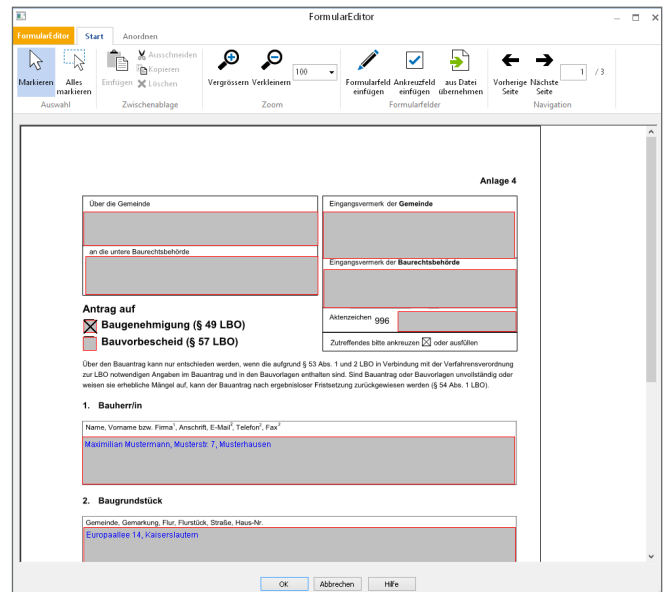 FormularEditor
FormularEditor Start Anordnen
Markieren
Alles markieren
Auswahl
Einfügen
Ausschneiden
Kopieren
Löschen
Zwischenablage
Vergrössern Verkleinern
100
Zoom
Formularfeld einfügen
Ankreuzfeld einfügen
aus Datei übernehmen
Formularfelder
Vorherige Seite
Nächste Seite
1 / 3
Navigation
Anlage 4
Über die Gemeinde
an die untere Baurechtsbehörde
Eingangsvermerk der Gemeinde
Eingangsvermerk der Baurechtsbehörde
Aktenzeichen 996
Zutreffendes bitte ankreuzen ☒ oder ausfüllen
Antrag auf
Baugenehmigung (§ 49 LBO)
Bauvorbescheid (§ 57 LBO)
Über den Bauantrag kann nur entschieden werden, wenn die aufgrund § 53 Abs. 1 und 2 LBO in Verbindung mit der Verfahrensverordnung
zur LBO notwendigen Angaben im Bauantrag und in den Bauvorlagen enthalten sind. Sind Bauantrag oder Bauvorlagen unvollständig oder
weisen sie erhebliche Mängel auf, kann der Bauantrag nach ergebnisloser Fristsetzung zurückgewiesen werden (§ 54 Abs. 1 LBO).
1. Bauherr/in
Name, Vorname bzw. Firma¹, Anschrift, E-Mail², Telefon², Fax²
Maximilian Mustermann, Musterstr. 7, Musterhausen
2. Baugrundstück
Gemeinde, Gemarkung, Flur, Flurstück, Straße, Haus-Nr.
Europaallee 14, Kaiserslautern
OK Abbrechen Hilfe